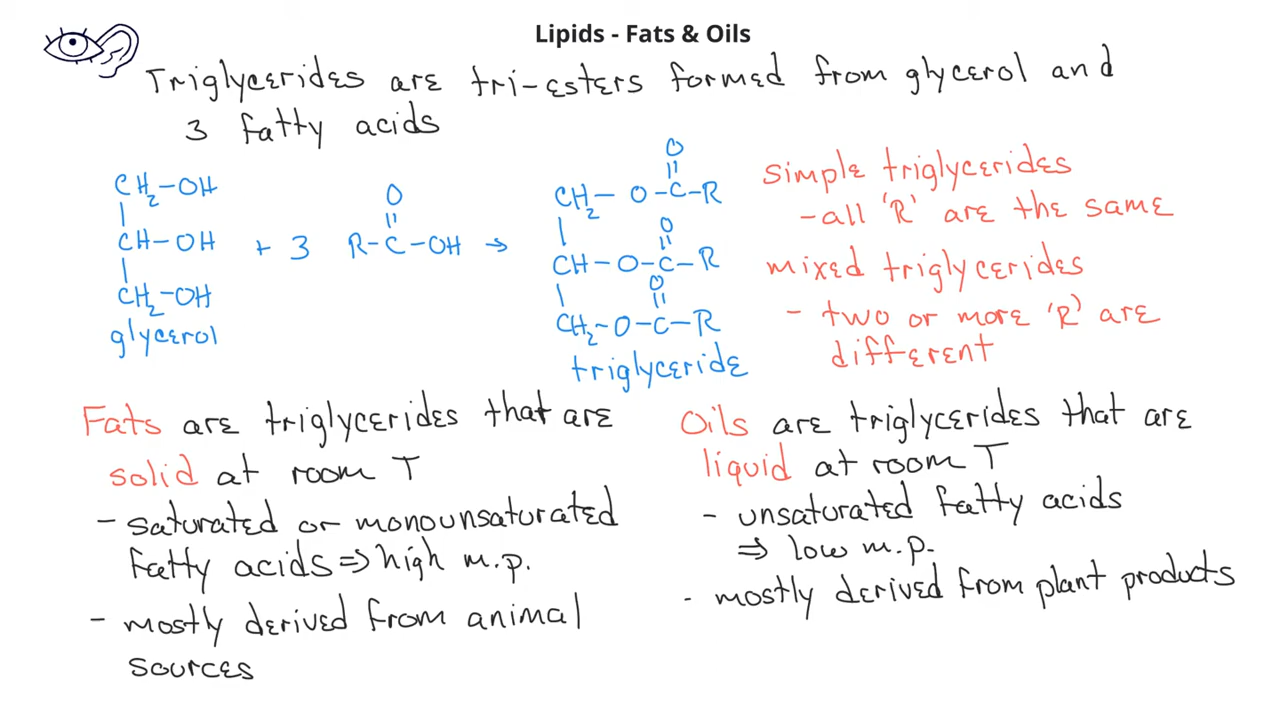 Lipids - Fats & Oils
Triglycerides are tri-esters formed from glycerol and
3 fatty acids
CH₂-OH
CH-OH
CH₂-OH
glycerol
+ 3
O
R-C-OH →
O
CH₂-O-C-R
O
CH-O-C-R
O
CH₂-O-C-R
triglyceride
simple triglycerides
- all 'R' are the same
mixed triglycerides
- two or more 'R' are
different
Fats are triglycerides that are
solid at room T
- saturated or monounsaturated
fatty acids ⇒ high m.p.
- mostly derived from animal
sources
Oils are triglycerides that are
liquid at room T
- unsaturated fatty acids
⇒ low m.p.
- mostly derived from plant products